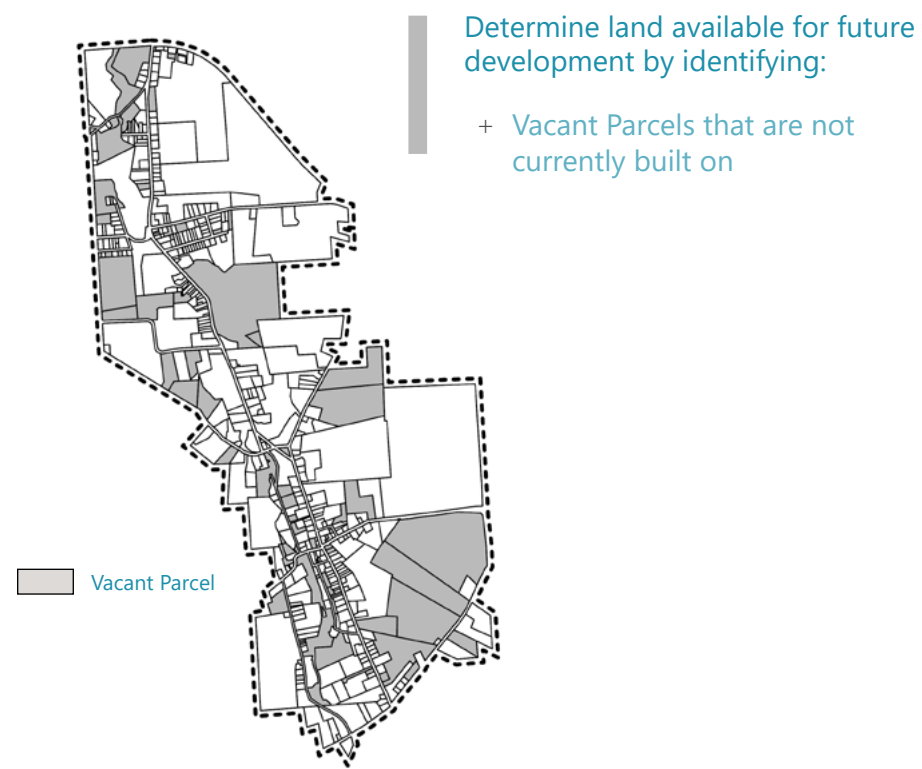 Determine land available for future
development by identifying:
+ Vacant Parcels that are not
currently built on
Vacant Parcel